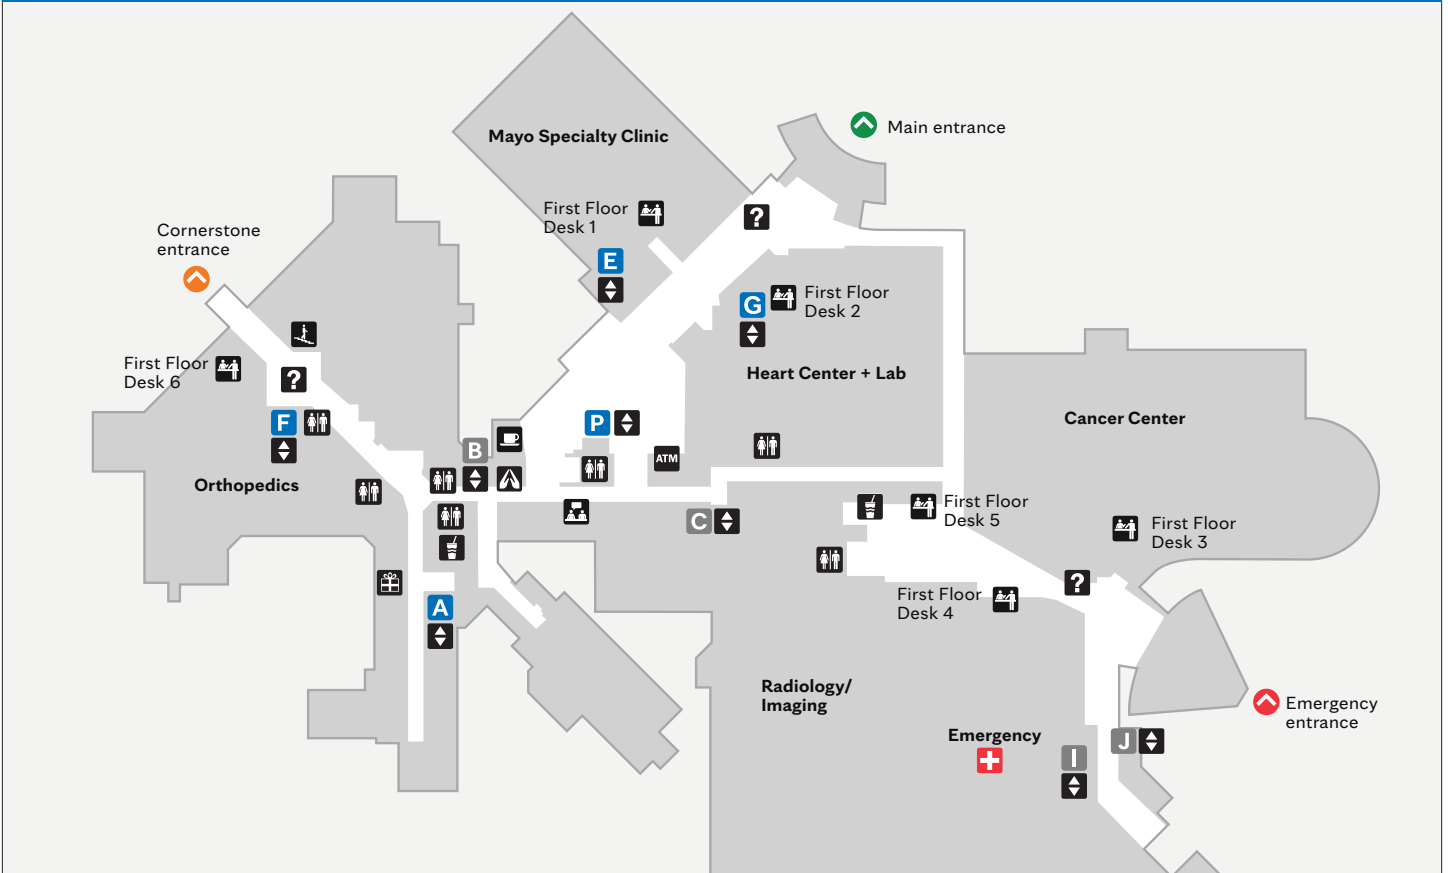 Main entrance
Mayo Specialty Clinic
?
First Floor
Desk 1
Cornerstone
entrance
E
G
First Floor
Desk 2
First Floor
Desk 6
?
Heart Center + Lab
F
P
Cancer Center
B
ATM
Orthopedics
C
First Floor
Desk 5
First Floor
Desk 3
?
First Floor
Desk 4
A
Radiology/
Imaging
Emergency
entrance
Emergency
J
I